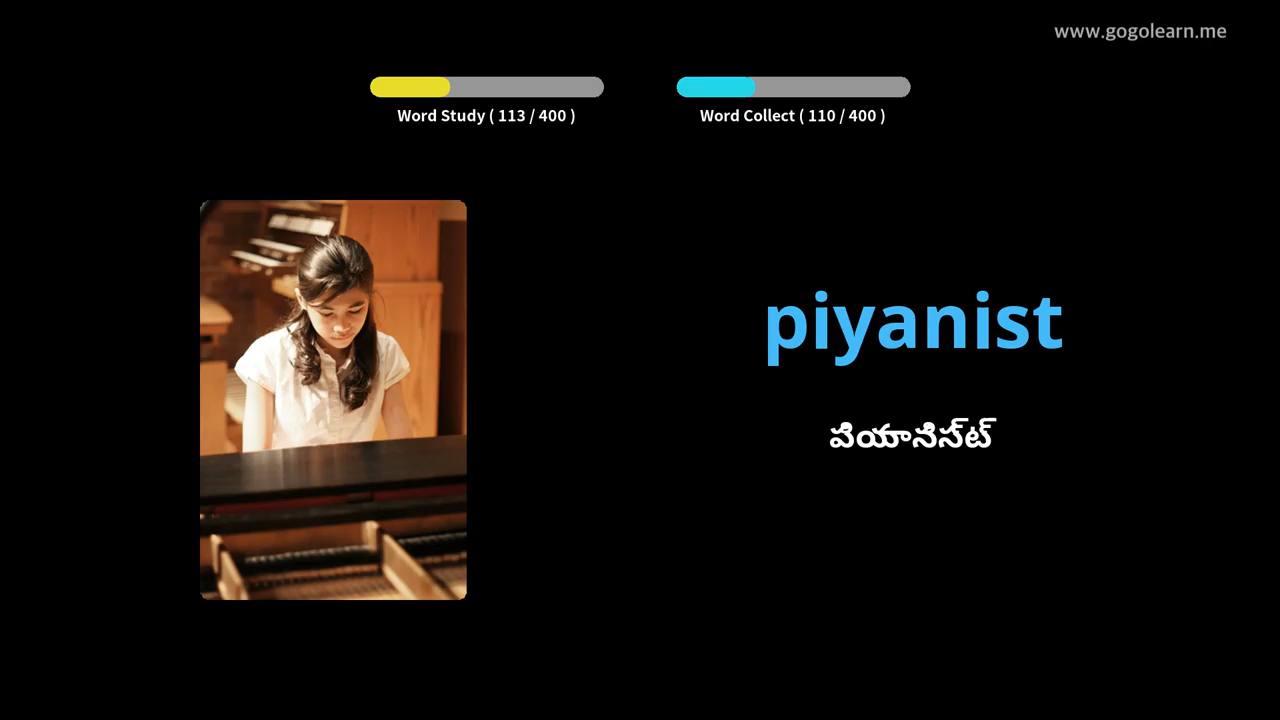 www.gogolearn.me
Word Study ( 113 / 400 )
Word Collect ( 110 / 400 )
piyanist
పియానిస్ట్